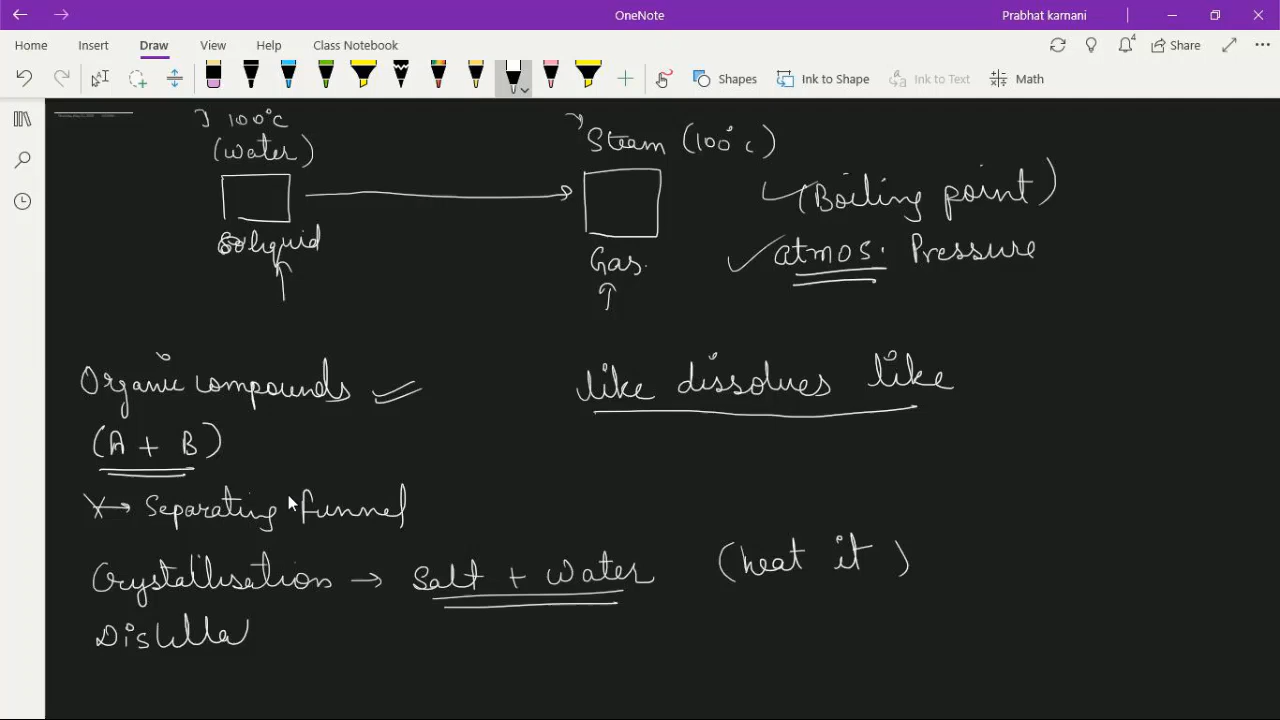 OneNote
Prabhat karnani
Home Insert Draw View Help Class Notebook
Share
Shapes Ink to Shape Ink to Text Math
100°C
(Water)
Steam (100°C)
(Boiling point)
liquid
Gas.
atmos. Pressure
Organic compounds
like dissolves like
(A + B)
X→ Separating funnel
Crystallisation → Salt + Water (heat it)
Distilla